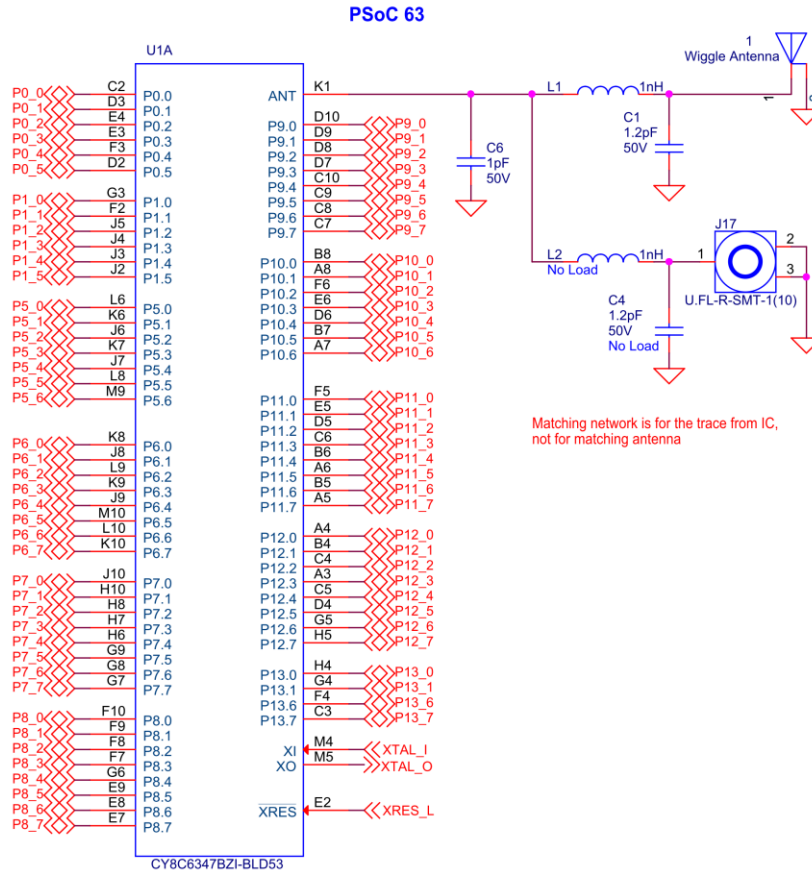 PSoC 63
U1A
P0_0 C2 P0.0
P0_1 D3 P0.1
P0_2 E4 P0.2
P0_3 E3 P0.3
P0_4 F3 P0.4
P0_5 D2 P0.5
P1_0 G3 P1.0
P1_1 F2 P1.1
P1_2 J5 P1.2
P1_3 J4 P1.3
P1_4 J3 P1.4
P1_5 J2 P1.5
P5_0 L6 P5.0
P5_1 K6 P5.1
P5_2 J6 P5.2
P5_3 K7 P5.3
P5_4 J7 P5.4
P5_5 L8 P5.5
P5_6 M9 P5.6
P6_0 K8 P6.0
P6_1 J8 P6.1
P6_2 L9 P6.2
P6_3 K9 P6.3
P6_4 J9 P6.4
P6_5 M10 P6.5
P6_6 L10 P6.6
P6_7 K10 P6.7
P7_0 J10 P7.0
P7_1 H10 P7.1
P7_2 H8 P7.2
P7_3 H7 P7.3
P7_4 H6 P7.4
P7_5 G9 P7.5
P7_6 G8 P7.6
P7_7 G7 P7.7
P8_0 F10 P8.0
P8_1 F9 P8.1
P8_2 F8 P8.2
P8_3 F7 P8.3
P8_4 G6 P8.4
P8_5 E9 P8.5
P8_6 E8 P8.6
P8_7 E7 P8.7
ANT K1
P9.0 D10 P9_0
P9.1 D9 P9_1
P9.2 D8 P9_2
P9.3 D7 P9_3
P9.4 C10 P9_4
P9.5 C9 P9_5
P9.6 C8 P9_6
P9.7 C7 P9_7
P10.0 B8 P10_0
P10.1 A8 P10_1
P10.2 F6 P10_2
P10.3 E6 P10_3
P10.4 D6 P10_4
P10.5 B7 P10_5
P10.6 A7 P10_6
P11.0 F5 P11_0
P11.1 E5 P11_1
P11.2 D5 P11_2
P11.3 C6 P11_3
P11.4 B6 P11_4
P11.5 A6 P11_5
P11.6 B5 P11_6
P11.7 A5 P11_7
P12.0 A4 P12_0
P12.1 B4 P12_1
P12.2 C4 P12_2
P12.3 A3 P12_3
P12.4 C5 P12_4
P12.5 D4 P12_5
P12.6 G5 P12_6
P12.7 H5 P12_7
P13.0 H4 P13_0
P13.1 G4 P13_1
P13.6 F4 P13_6
P13.7 C3 P13_7
XI M4 XTAL_I
XO M5 XTAL_O
XRES E2 XRES_L
CY8C6347BZI-BLD53
1
Wiggle Antenna
1
L1 1nH
C1
1.2pF
50V
C6
1pF
50V
J17
1
2
3
U.FL-R-SMT-1(10)
L2 1nH
No Load
C4
1.2pF
50V
No Load
Matching network is for the trace from IC,
not for matching antenna